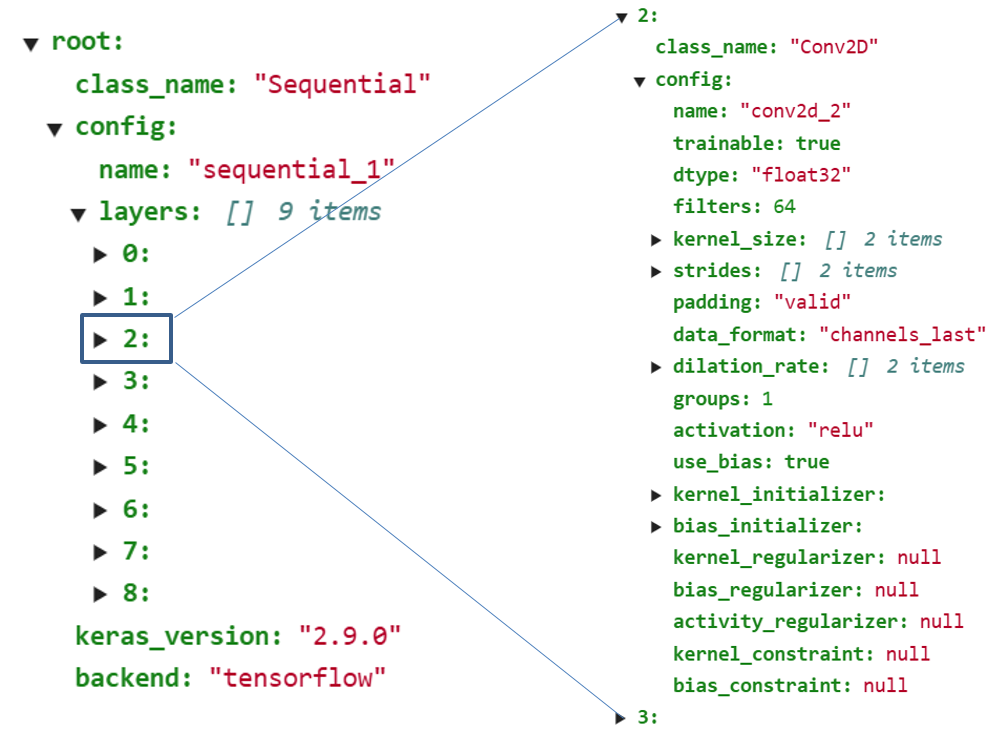 root:
class_name: "Sequential"
config:
name: "sequential_1"
layers: [] 9 items
0:
1:
2:
3:
4:
5:
6:
7:
8:
keras_version: "2.9.0"
backend: "tensorflow"
2:
class_name: "Conv2D"
config:
name: "conv2d_2"
trainable: true
dtype: "float32"
filters: 64
kernel_size: [] 2 items
strides: [] 2 items
padding: "valid"
data_format: "channels_last"
dilation_rate: [] 2 items
groups: 1
activation: "relu"
use_bias: true
kernel_initializer:
bias_initializer:
kernel_regularizer: null
bias_regularizer: null
activity_regularizer: null
kernel_constraint: null
bias_constraint: null
3: